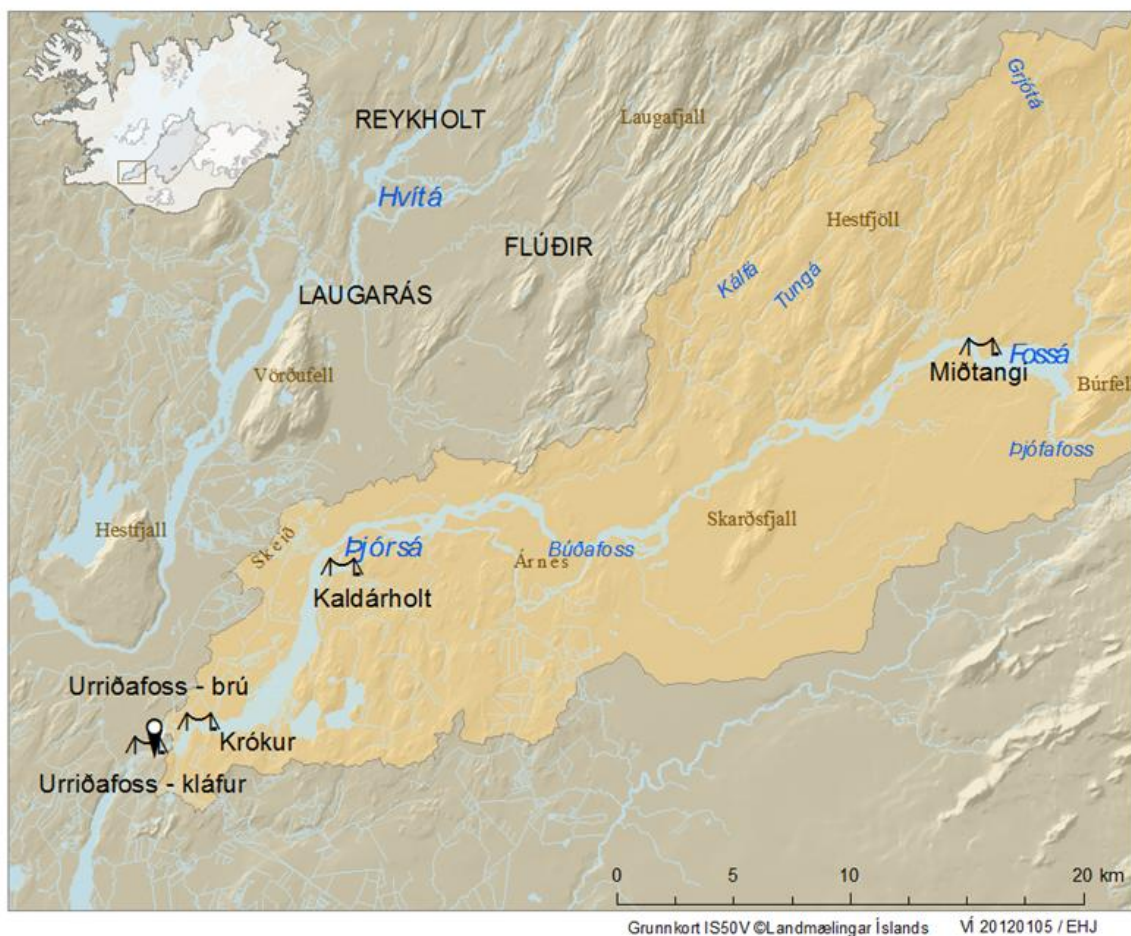 Grjótá
REYKHOLT
Laugafjall
Hvítá
Hestfjöll
FLÚÐIR
Kálfá
Tungá
LAUGARÁS
Fossá
Miðtangi
Vörðufell
Búrfel
Þjófafoss
Skarðsfjall
Hestfjall
Skeið
Þjórsá
Búðafoss
Árnes
Kaldárholt
Urriðafoss - brú
Krókur
Urriðafoss - kláfur
0 5 10 20 km
Grunnkort IS50V ©Landmælingar Íslands VÍ 20120105 / EHJ